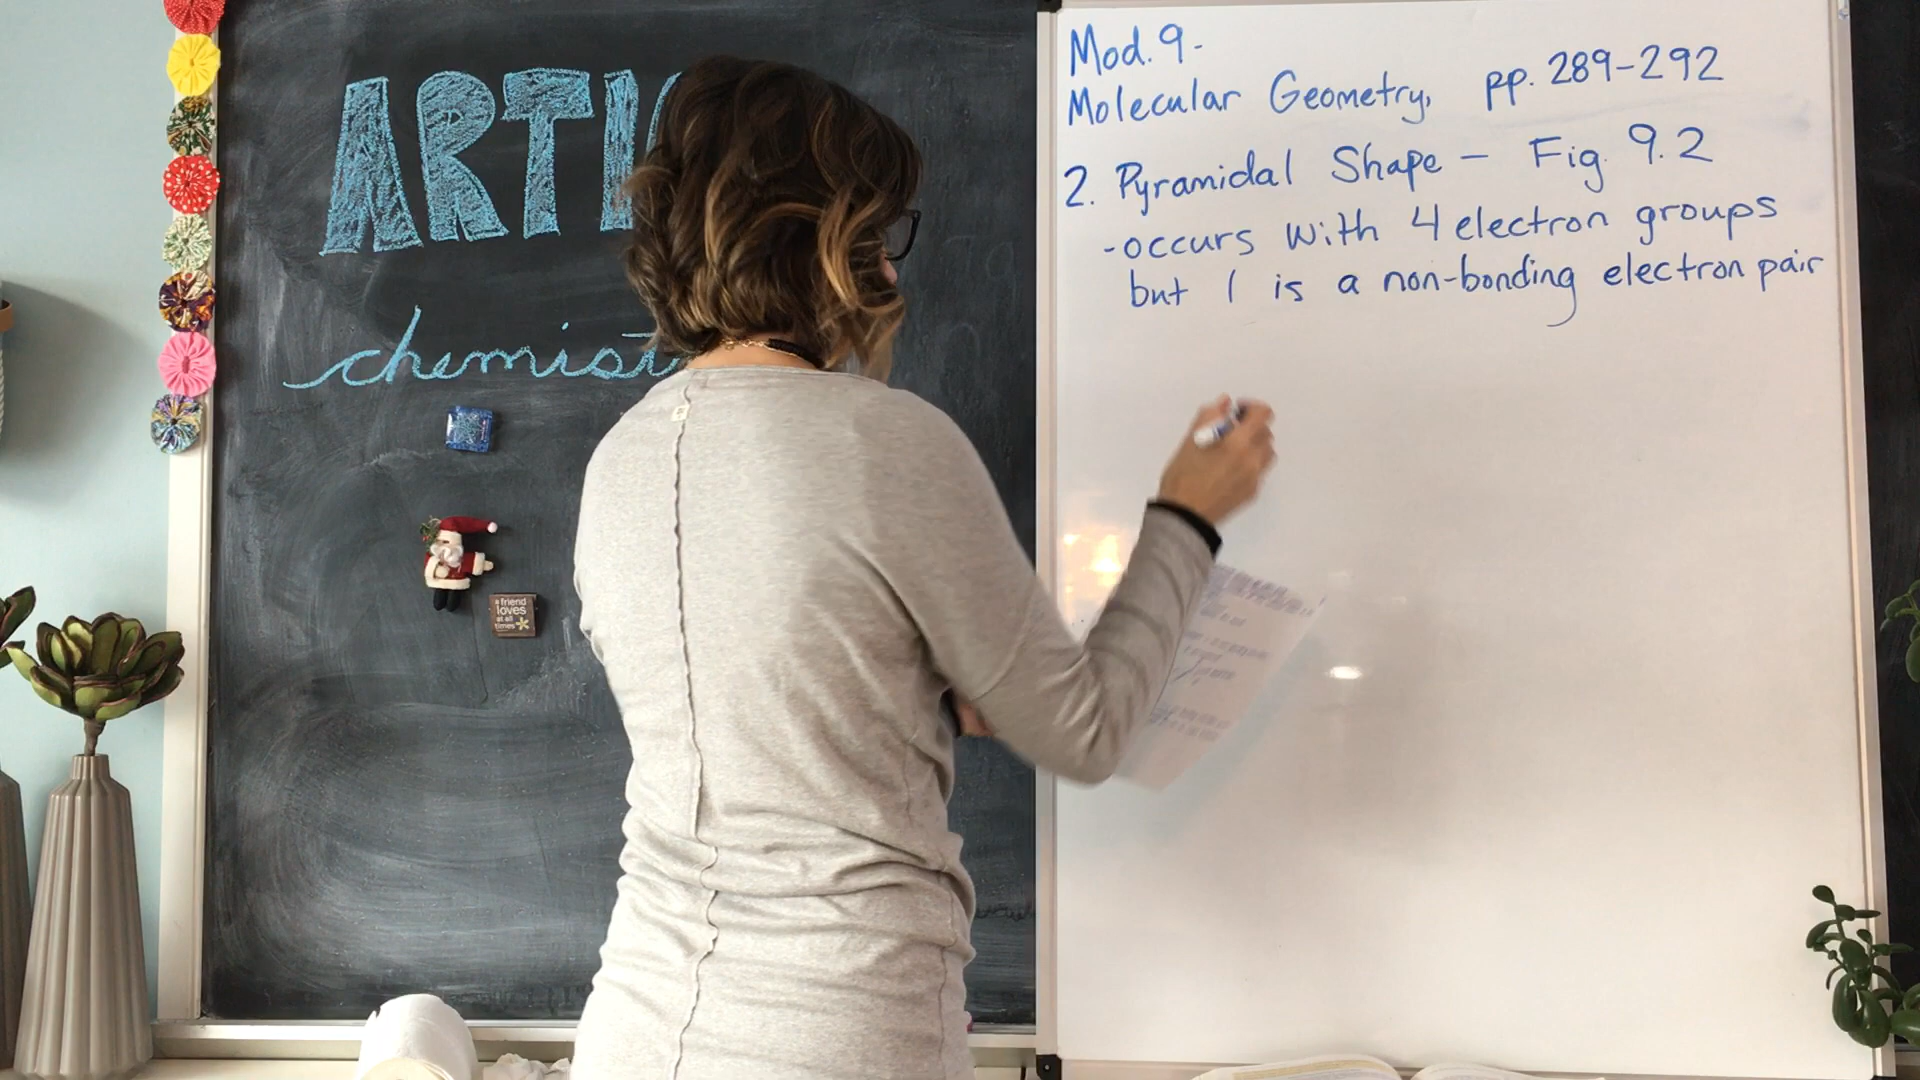 ARTI
chemist
a friend
loves
at all
times
Mod. 9-
Molecular Geometry, pp. 289-292
2. Pyramidal Shape - Fig. 9.2
-occurs with 4 electron groups
but 1 is a non-bonding electron pair